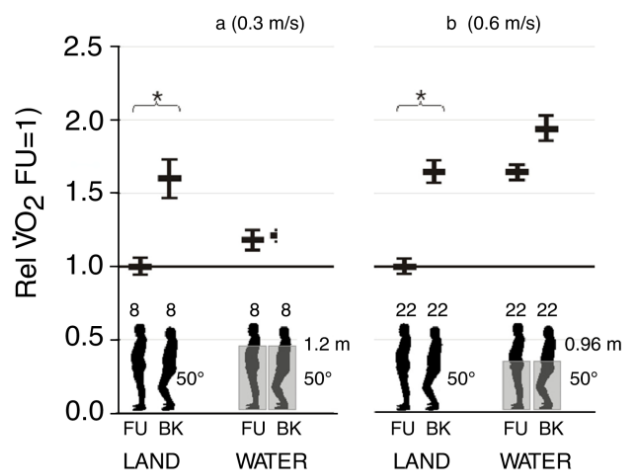 a (0.3 m/s)
b (0.6 m/s)
Rel V̇O2 FU=1)
2.5
2.0
1.5
1.0
0.5
0.0
*
*
8 8 8 8
22 22 22 22
1.2 m
0.96 m
50° 50° 50° 50°
FU BK FU BK FU BK FU BK
LAND WATER LAND WATER